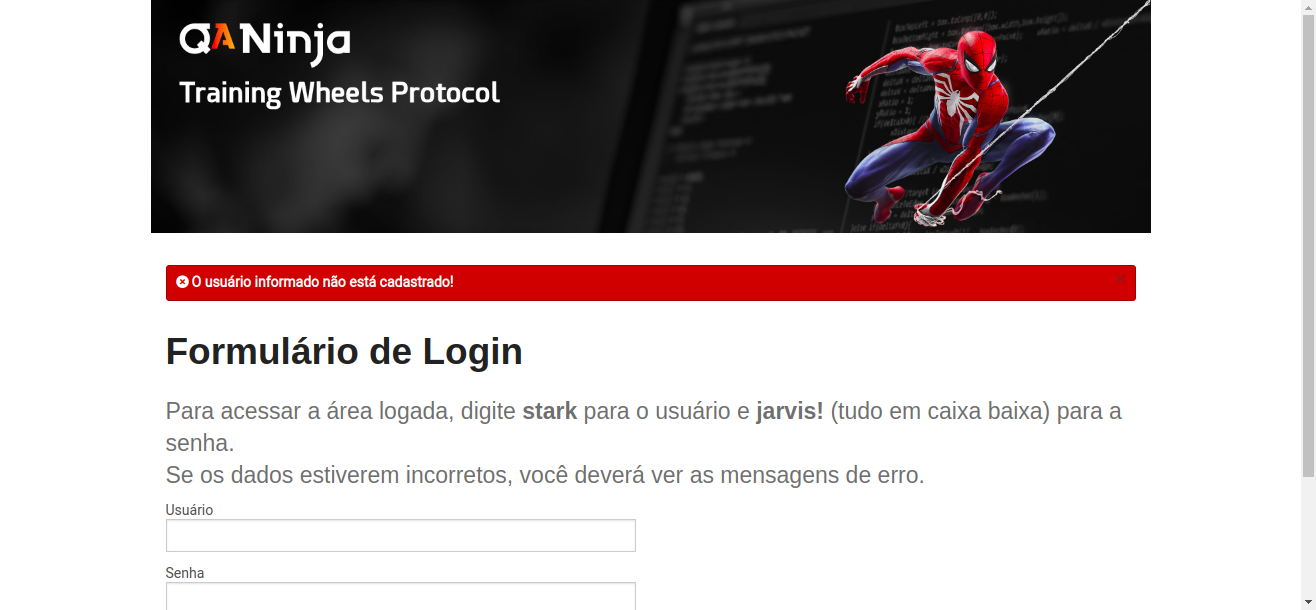 QANinja
Training Wheels Protocol
O usuário informado não está cadastrado!
Formulário de Login
Para acessar a área logada, digite stark para o usuário e jarvis! (tudo em caixa baixa) para a
senha.
Se os dados estiverem incorretos, você deverá ver as mensagens de erro.
Usuário
Senha